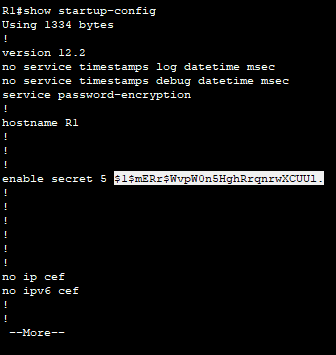 R1#show startup-config
Using 1334 bytes
!
version 12.2
no service timestamps log datetime msec
no service timestamps debug datetime msec
service password-encryption
!
hostname R1
!
!
!
enable secret 5 $1$mERr$WvpW0n5HghRrqnrwXCUUl.
!
!
!
!
!
!
no ip cef
no ipv6 cef
!
!
--More--